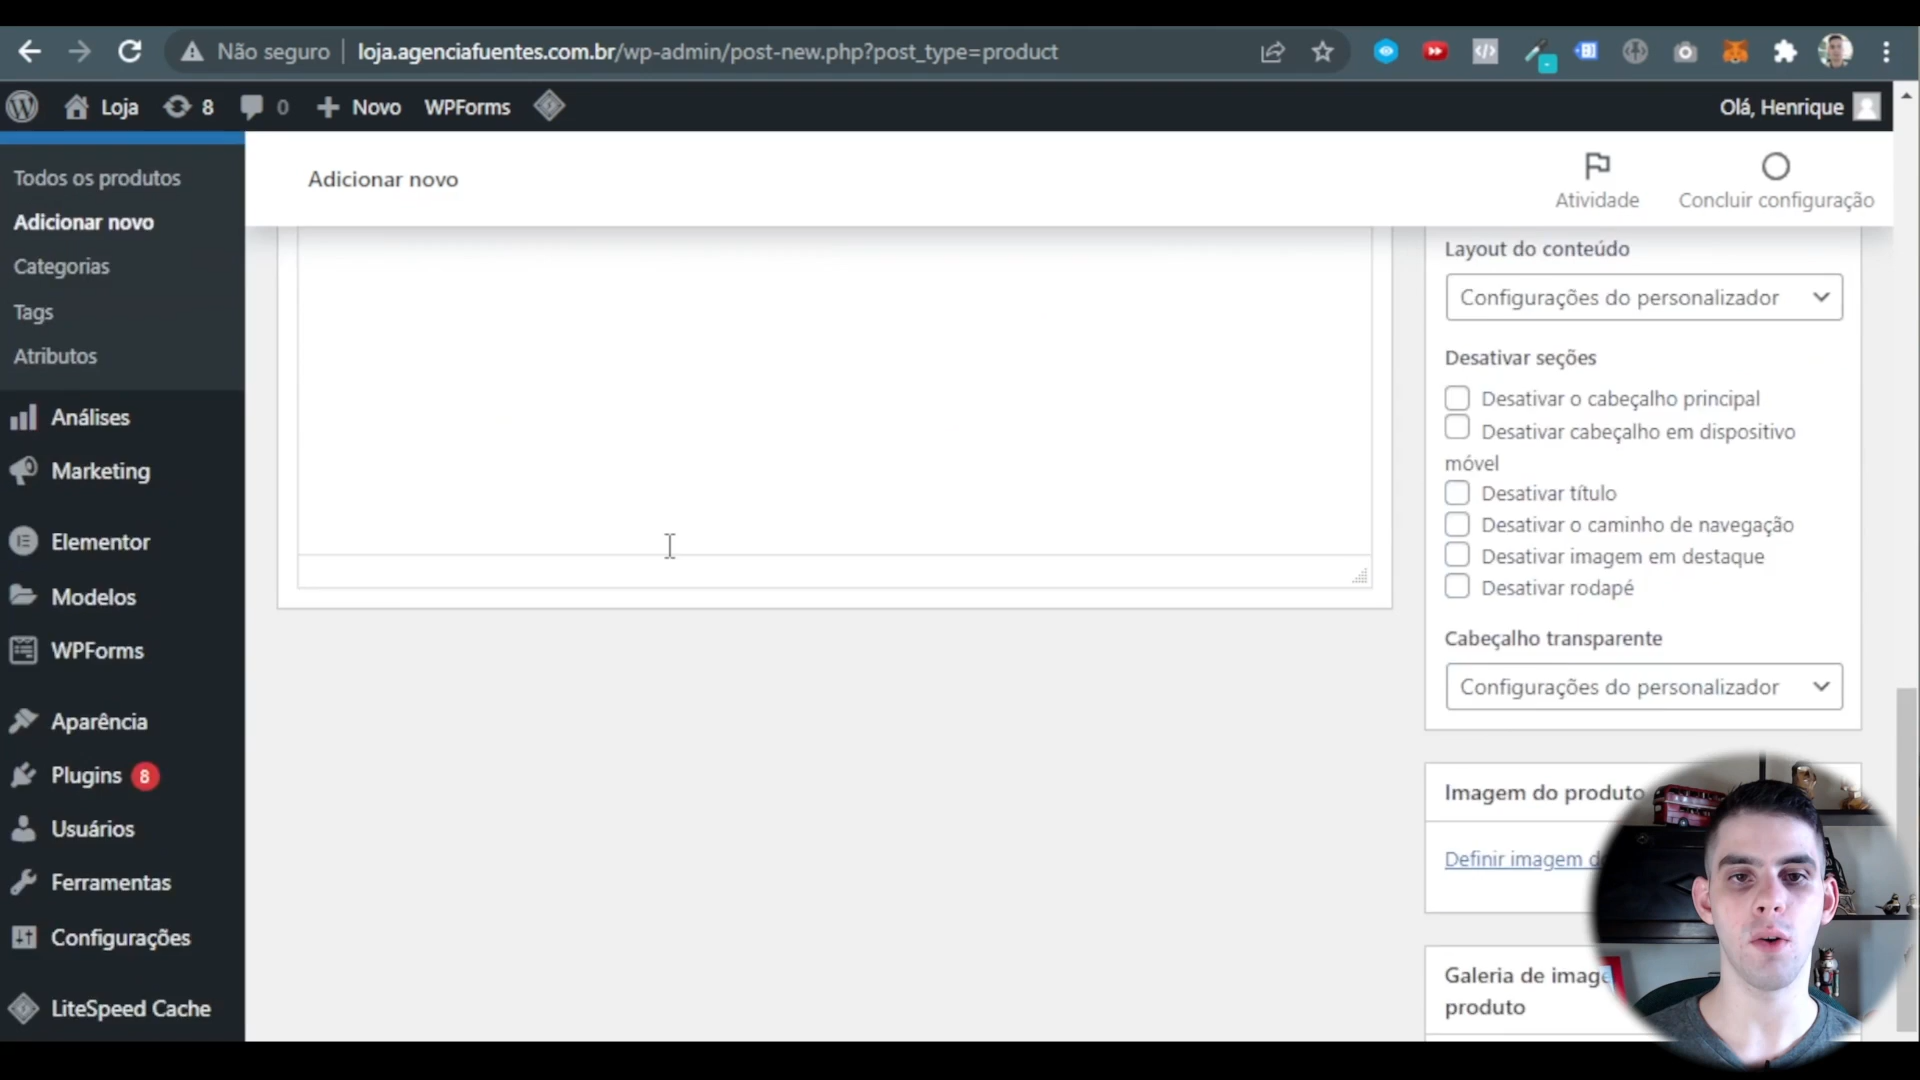 Não seguro
loja.agenciafuentes.com.br/wp-admin/post-new.php?post_type=product
Loja
8
0
Novo
WPForms
Olá, Henrique
Todos os produtos
Adicionar novo
Categorias
Tags
Atributos
Análises
Marketing
Elementor
Modelos
WPForms
Aparência
Plugins 8
Usuários
Ferramentas
Configurações
LiteSpeed Cache
Adicionar novo
Atividade
Concluir configuração
Layout do conteúdo
Configurações do personalizador
Desativar seções
Desativar o cabeçalho principal
Desativar cabeçalho em dispositivo
móvel
Desativar título
Desativar o caminho de navegação
Desativar imagem em destaque
Desativar rodapé
Cabeçalho transparente
Configurações do personalizador
Imagem do produto
Definir imagem
Galeria de
produto